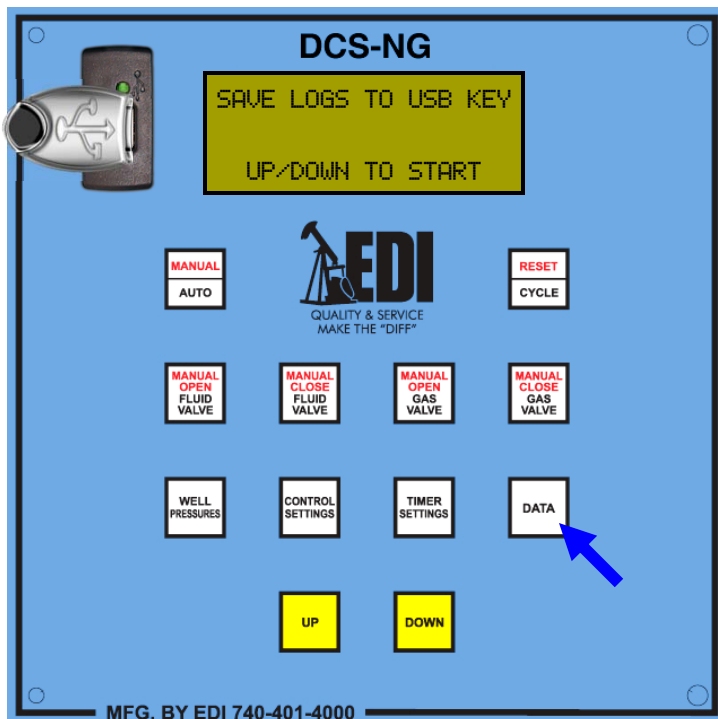 DCS-NG
SAVE LOGS TO USB KEY
UP/DOWN TO START
MANUAL
AUTO
EDI
QUALITY & SERVICE
MAKE THE "DIFF"
RESET
CYCLE
MANUAL
OPEN
FLUID
VALVE
MANUAL
CLOSE
FLUID
VALVE
MANUAL
OPEN
GAS
VALVE
MANUAL
CLOSE
GAS
VALVE
WELL
PRESSURES
CONTROL
SETTINGS
TIMER
SETTINGS
DATA
UP
DOWN
MFG. BY EDI 740-401-4000